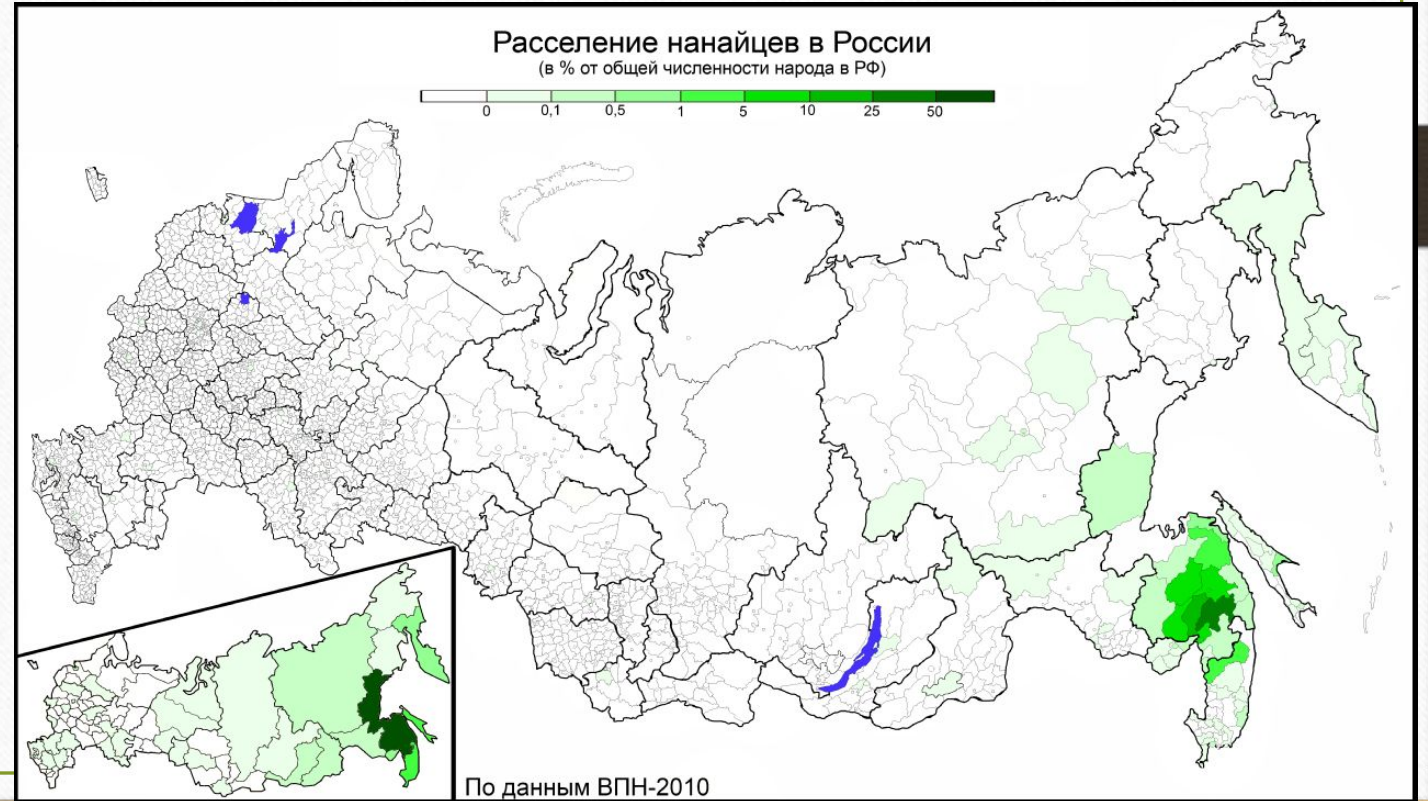 Расселение нанайцев в России
(в % от общей численности народа в РФ)
0 0,1 0,5 1 5 10 25 50
По данным ВПН-2010